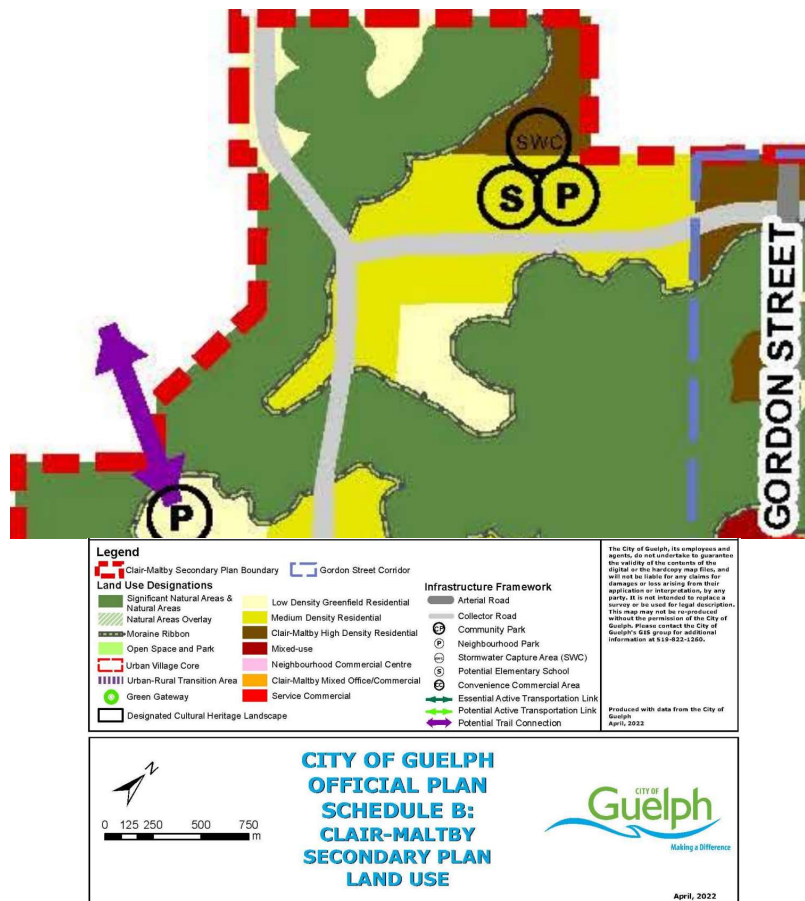 SWC
S P
GORDON STREET
P
Legend
Clair-Maltby Secondary Plan Boundary
Gordon Street Corridor
Land Use Designations
Significant Natural Areas &
Natural Areas
Natural Areas Overlay
Moraine Ribbon
Open Space and Park
Urban Village Core
Urban-Rural Transition Area
Green Gateway
Designated Cultural Heritage Landscape
Low Density Greenfield Residential
Medium Density Residential
Clair-Maltby High Density Residential
Mixed-use
Neighbourhood Commercial Centre
Clair-Maltby Mixed Office/Commercial
Service Commercial
Infrastructure Framework
Arterial Road
Collector Road
CP Community Park
P Neighbourhood Park
Stormwater Capture Area (SWC)
S Potential Elementary School
CC Convenience Commercial Area
Essential Active Transportation Link
Potential Active Transportation Link
Potential Trail Connection
The City of Guelph, its employees and
agents, do not undertake to guarantee
the validity of the contents of the
digital or the hardcopy map files, and
will not be liable for any claims for
damages or loss arising from their
application or interpretation, by any
party. It is not intended to replace a
survey or be used for legal description.
This map may not be re-produced
without the permission of the City of
Guelph. Please contact the City of
Guelph's GIS group for additional
information at 519-822-1260.
Produced with data from the City of
Guelph
April, 2022
N
0 125 250 500 750
m
CITY OF GUELPH
OFFICIAL PLAN
SCHEDULE B:
CLAIR-MALTBY
SECONDARY PLAN
LAND USE
CITY OF
Guelph
Making a Difference
April, 2022